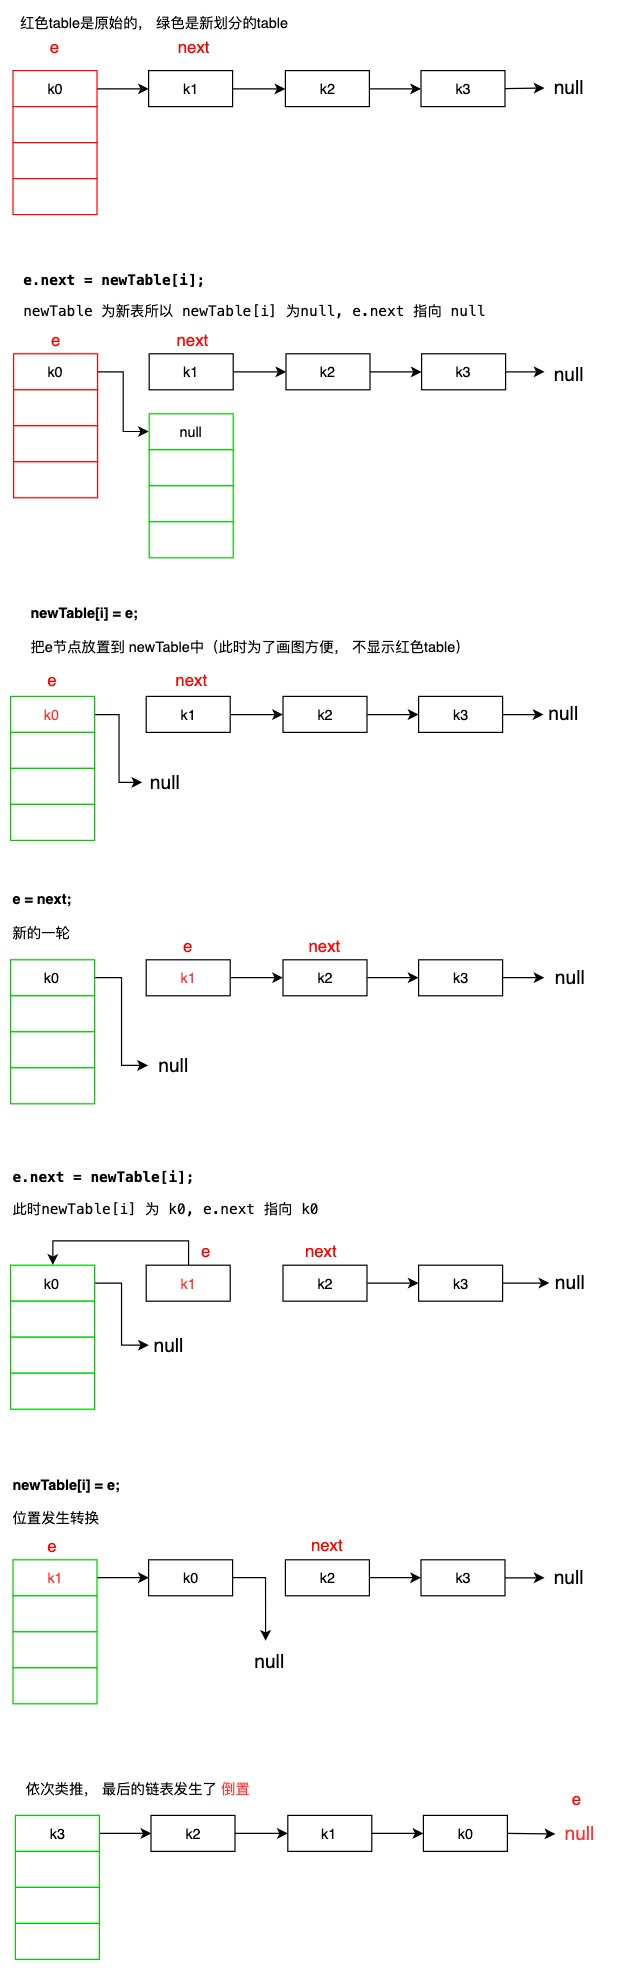 红色table是原始的， 绿色是新划分的table
e next
k0 k1 k2 k3 null
e.next = newTable[i];
newTable 为新表所以 newTable[i] 为null, e.next 指向 null
e next
k0 k1 k2 k3 null
null
newTable[i] = e;
把e节点放置到 newTable中（此时为了画图方便， 不显示红色table）
e next
k0 k1 k2 k3 null
null
e = next;
新的一轮
e next
k0 k1 k2 k3 null
null
e.next = newTable[i];
此时newTable[i] 为 k0, e.next 指向 k0
e next
k0 k1 k2 k3 null
null
newTable[i] = e;
位置发生转换
e next
k1 k0 k2 k3 null
null
依次类推， 最后的链表发生了 倒置
e
k3 k2 k1 k0 null